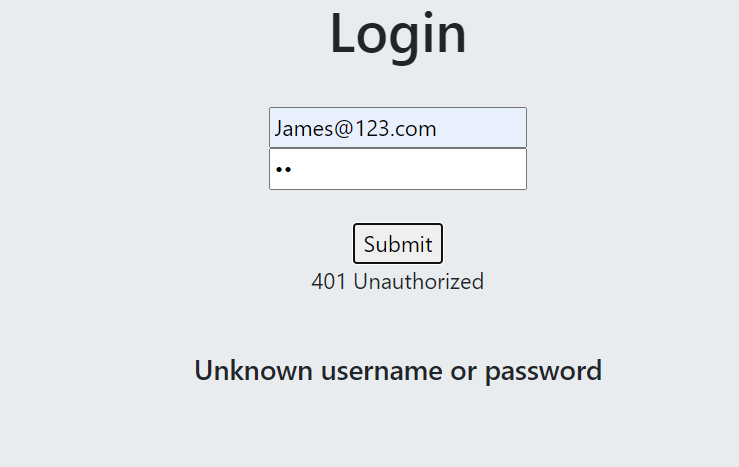 Login
James@123.com
••
Submit
401 Unauthorized
Unknown username or password